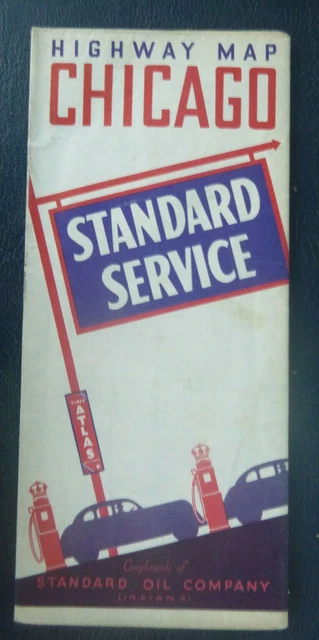 HIGHWAY MAP
CHICAGO
STANDARD
SERVICE
ATLAS
Compliments of
STANDARD OIL COMPANY
(INDIANA)